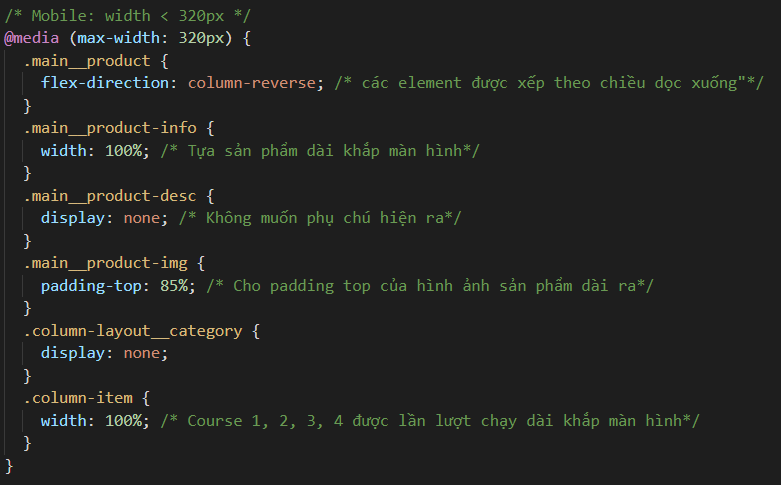 /* Mobile: width < 320px */
@media (max-width: 320px) {
  .main__product {
    flex-direction: column-reverse; /* các element được xếp theo chiều dọc xuống"*/
  }
  .main__product-info {
    width: 100%; /* Tựa sản phẩm dài khắp màn hình*/
  }
  .main__product-desc {
    display: none; /* Không muốn phụ chú hiện ra*/
  }
  .main__product-img {
    padding-top: 85%; /* Cho padding top của hình ảnh sản phẩm dài ra*/
  }
  .column-layout__category {
    display: none;
  }
  .column-item {
    width: 100%; /* Course 1, 2, 3, 4 được lần lượt chạy dài khắp màn hình*/
  }
}